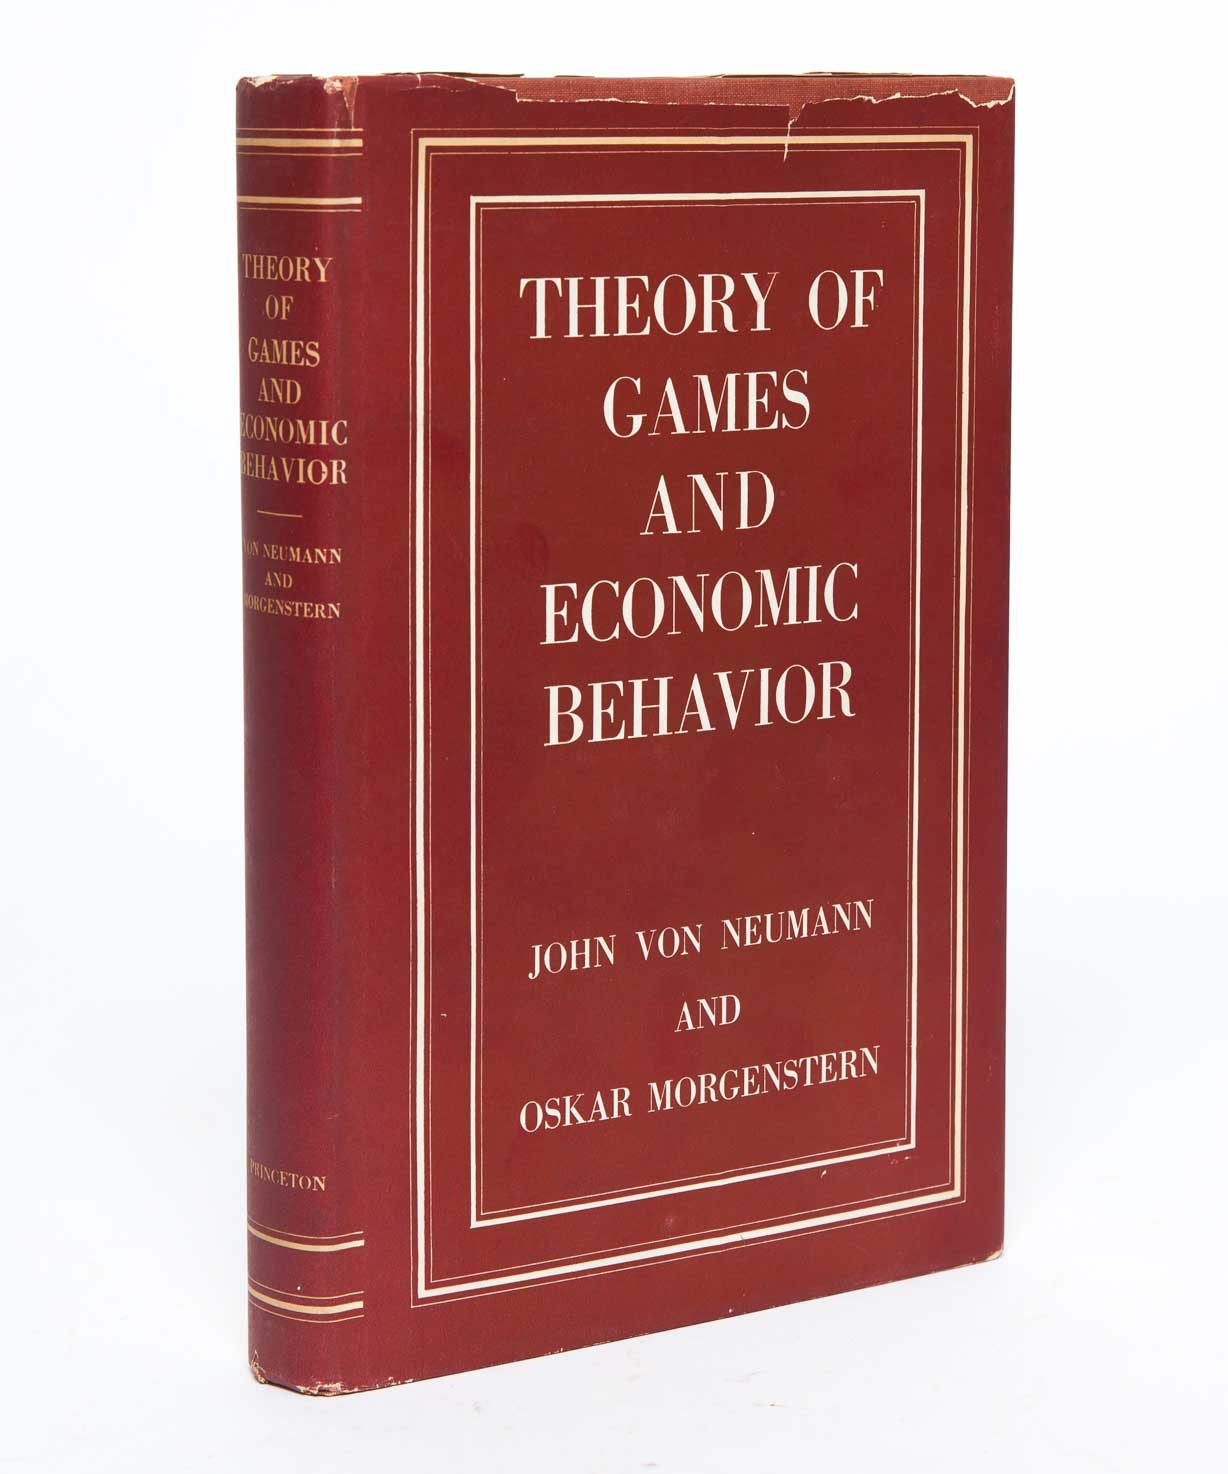 THEORY
OF
GAMES
AND
ECONOMIC
BEHAVIOR
VON NEUMANN
AND
MORGENSTERN
PRINCETON
THEORY OF
GAMES
AND
ECONOMIC
BEHAVIOR
JOHN VON NEUMANN
AND
OSKAR MORGENSTERN